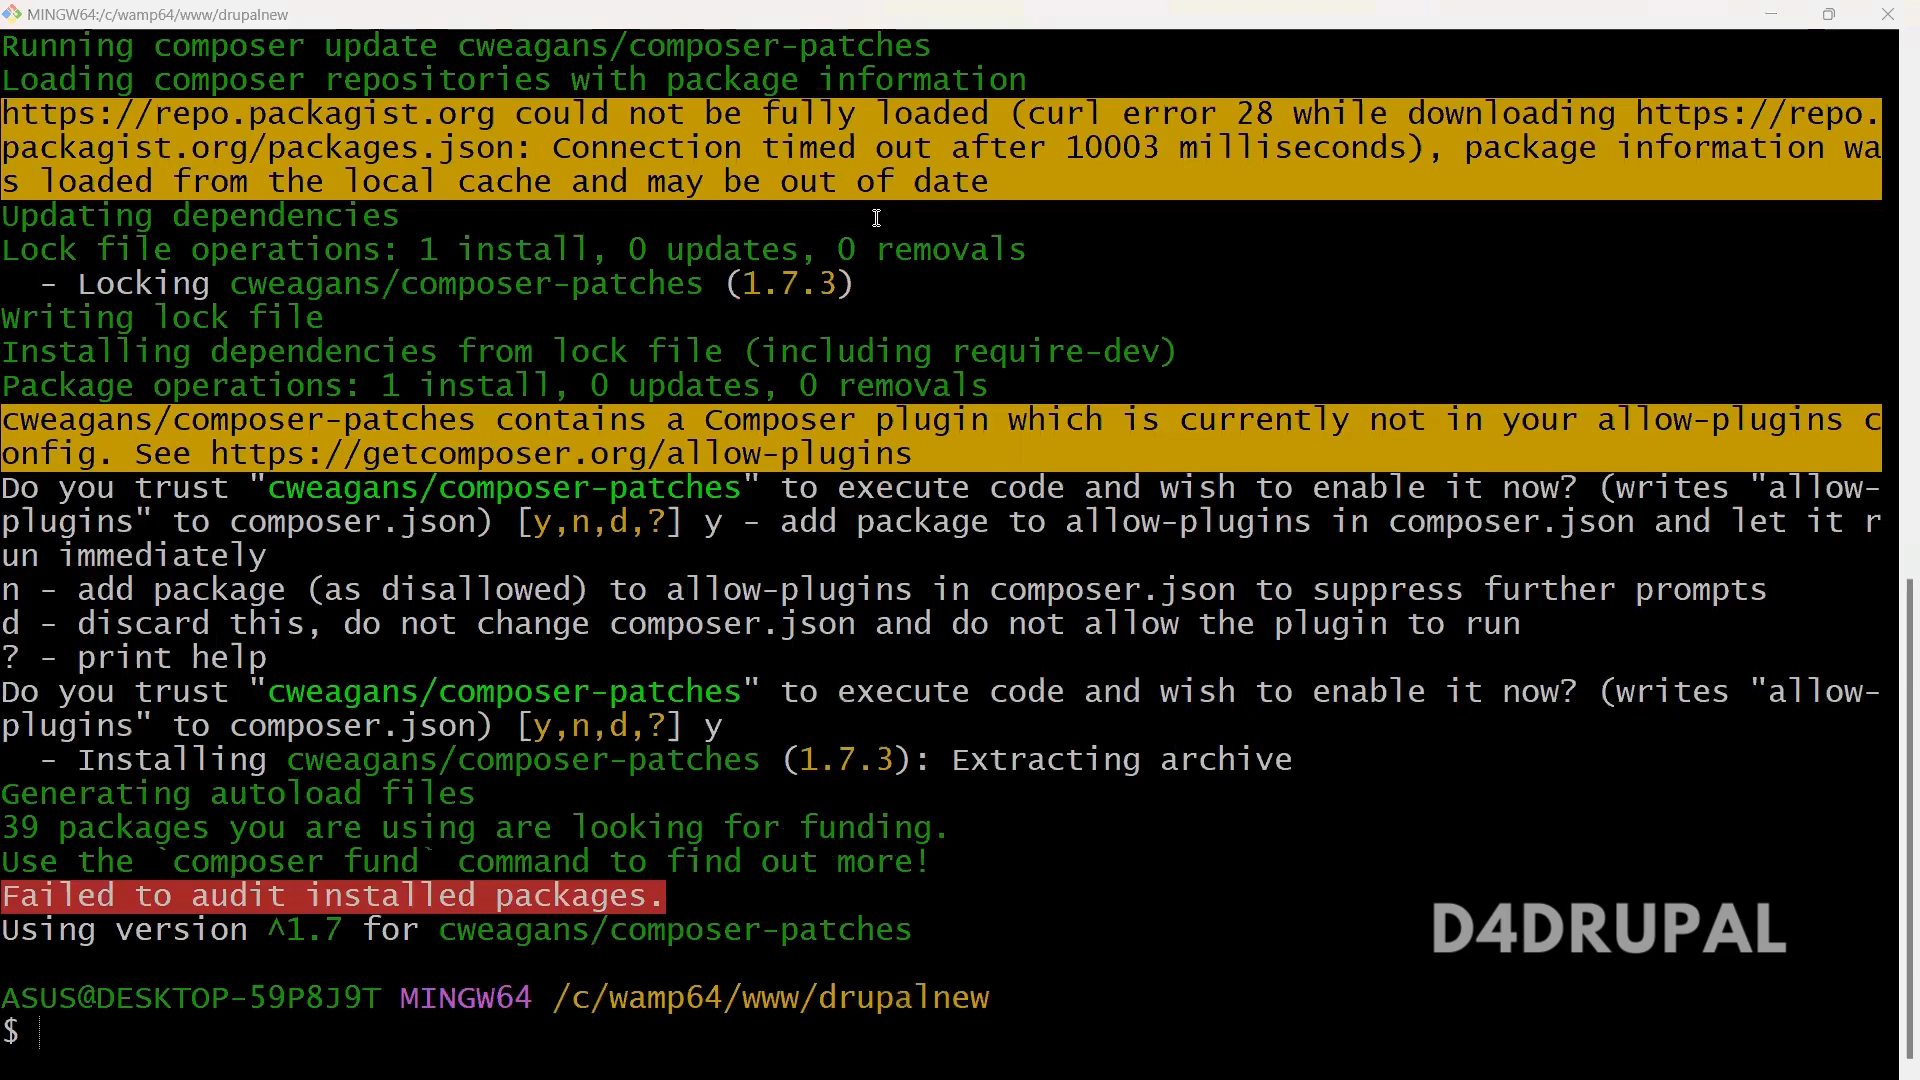 MINGW64:/c/wamp64/www/drupalnew
Running composer update cweagans/composer-patches
Loading composer repositories with package information
https://repo.packagist.org could not be fully loaded (curl error 28 while downloading https://repo.
packagist.org/packages.json: Connection timed out after 10003 milliseconds), package information wa
s loaded from the local cache and may be out of date
Updating dependencies
Lock file operations: 1 install, 0 updates, 0 removals
  - Locking cweagans/composer-patches (1.7.3)
Writing lock file
Installing dependencies from lock file (including require-dev)
Package operations: 1 install, 0 updates, 0 removals
cweagans/composer-patches contains a Composer plugin which is currently not in your allow-plugins c
onfig. See https://getcomposer.org/allow-plugins
Do you trust "cweagans/composer-patches" to execute code and wish to enable it now? (writes "allow-
plugins" to composer.json) [y,n,d,?] y - add package to allow-plugins in composer.json and let it r
un immediately
n - add package (as disallowed) to allow-plugins in composer.json to suppress further prompts
d - discard this, do not change composer.json and do not allow the plugin to run
? - print help
Do you trust "cweagans/composer-patches" to execute code and wish to enable it now? (writes "allow-
plugins" to composer.json) [y,n,d,?] y
  - Installing cweagans/composer-patches (1.7.3): Extracting archive
Generating autoload files
39 packages you are using are looking for funding.
Use the `composer fund` command to find out more!
Failed to audit installed packages.
Using version ^1.7 for cweagans/composer-patches
D4DRUPAL
ASUS@DESKTOP-59P8J9T MINGW64 /c/wamp64/www/drupalnew
$